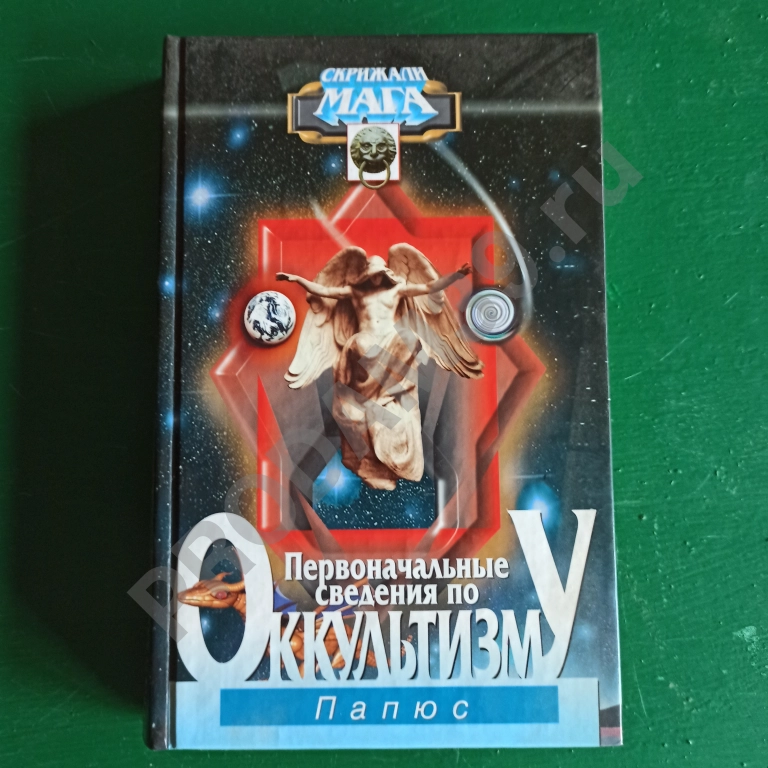 СКРИЖАЛИ
МАГА
Первоначальные
сведения по
ОККУЛЬТИЗМУ
Папюс